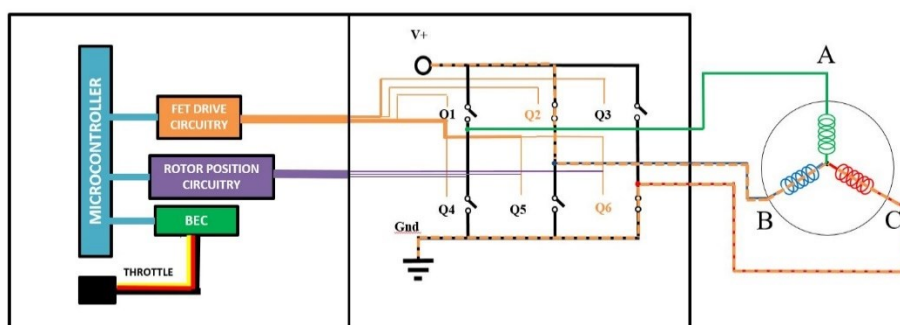 MICROCONTROLLER
FET DRIVE
CIRCUITRY
ROTOR POSITION
CIRCUITRY
BEC
THROTTLE
V+
Q1
Q2
Q3
Q4
Q5
Q6
Gnd
A
B
C